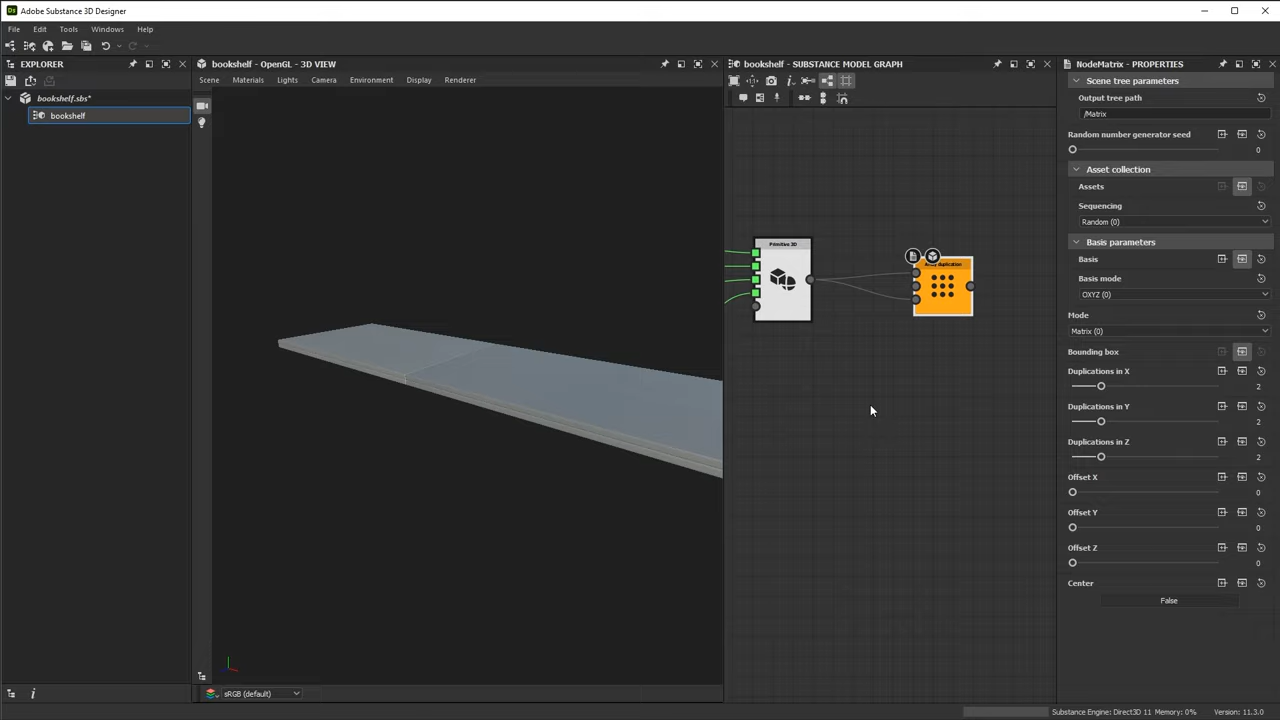 Ds Adobe Substance 3D Designer
File Edit Tools Windows Help
EXPLORER
bookshelf - OpenGL - 3D VIEW
bookshelf - SUBSTANCE MODEL GRAPH
NodeMatrix - PROPERTIES
Scene Materials Lights Camera Environment Display Renderer
bookshelf.sbs*
bookshelf
Primitive 3D
Array duplication
Scene tree parameters
Output tree path
/Matrix
Random number generator seed
0
Asset collection
Assets
Sequencing
Random (0)
Basis parameters
Basis
Basis mode
OXYZ (0)
Mode
Matrix (0)
Bounding box
Duplications in X
2
Duplications in Y
2
Duplications in Z
2
Offset X
0
Offset Y
0
Offset Z
0
Center
False
sRGB (default)
Substance Engine: Direct3D 11 Memory: 0% Version: 11.3.0